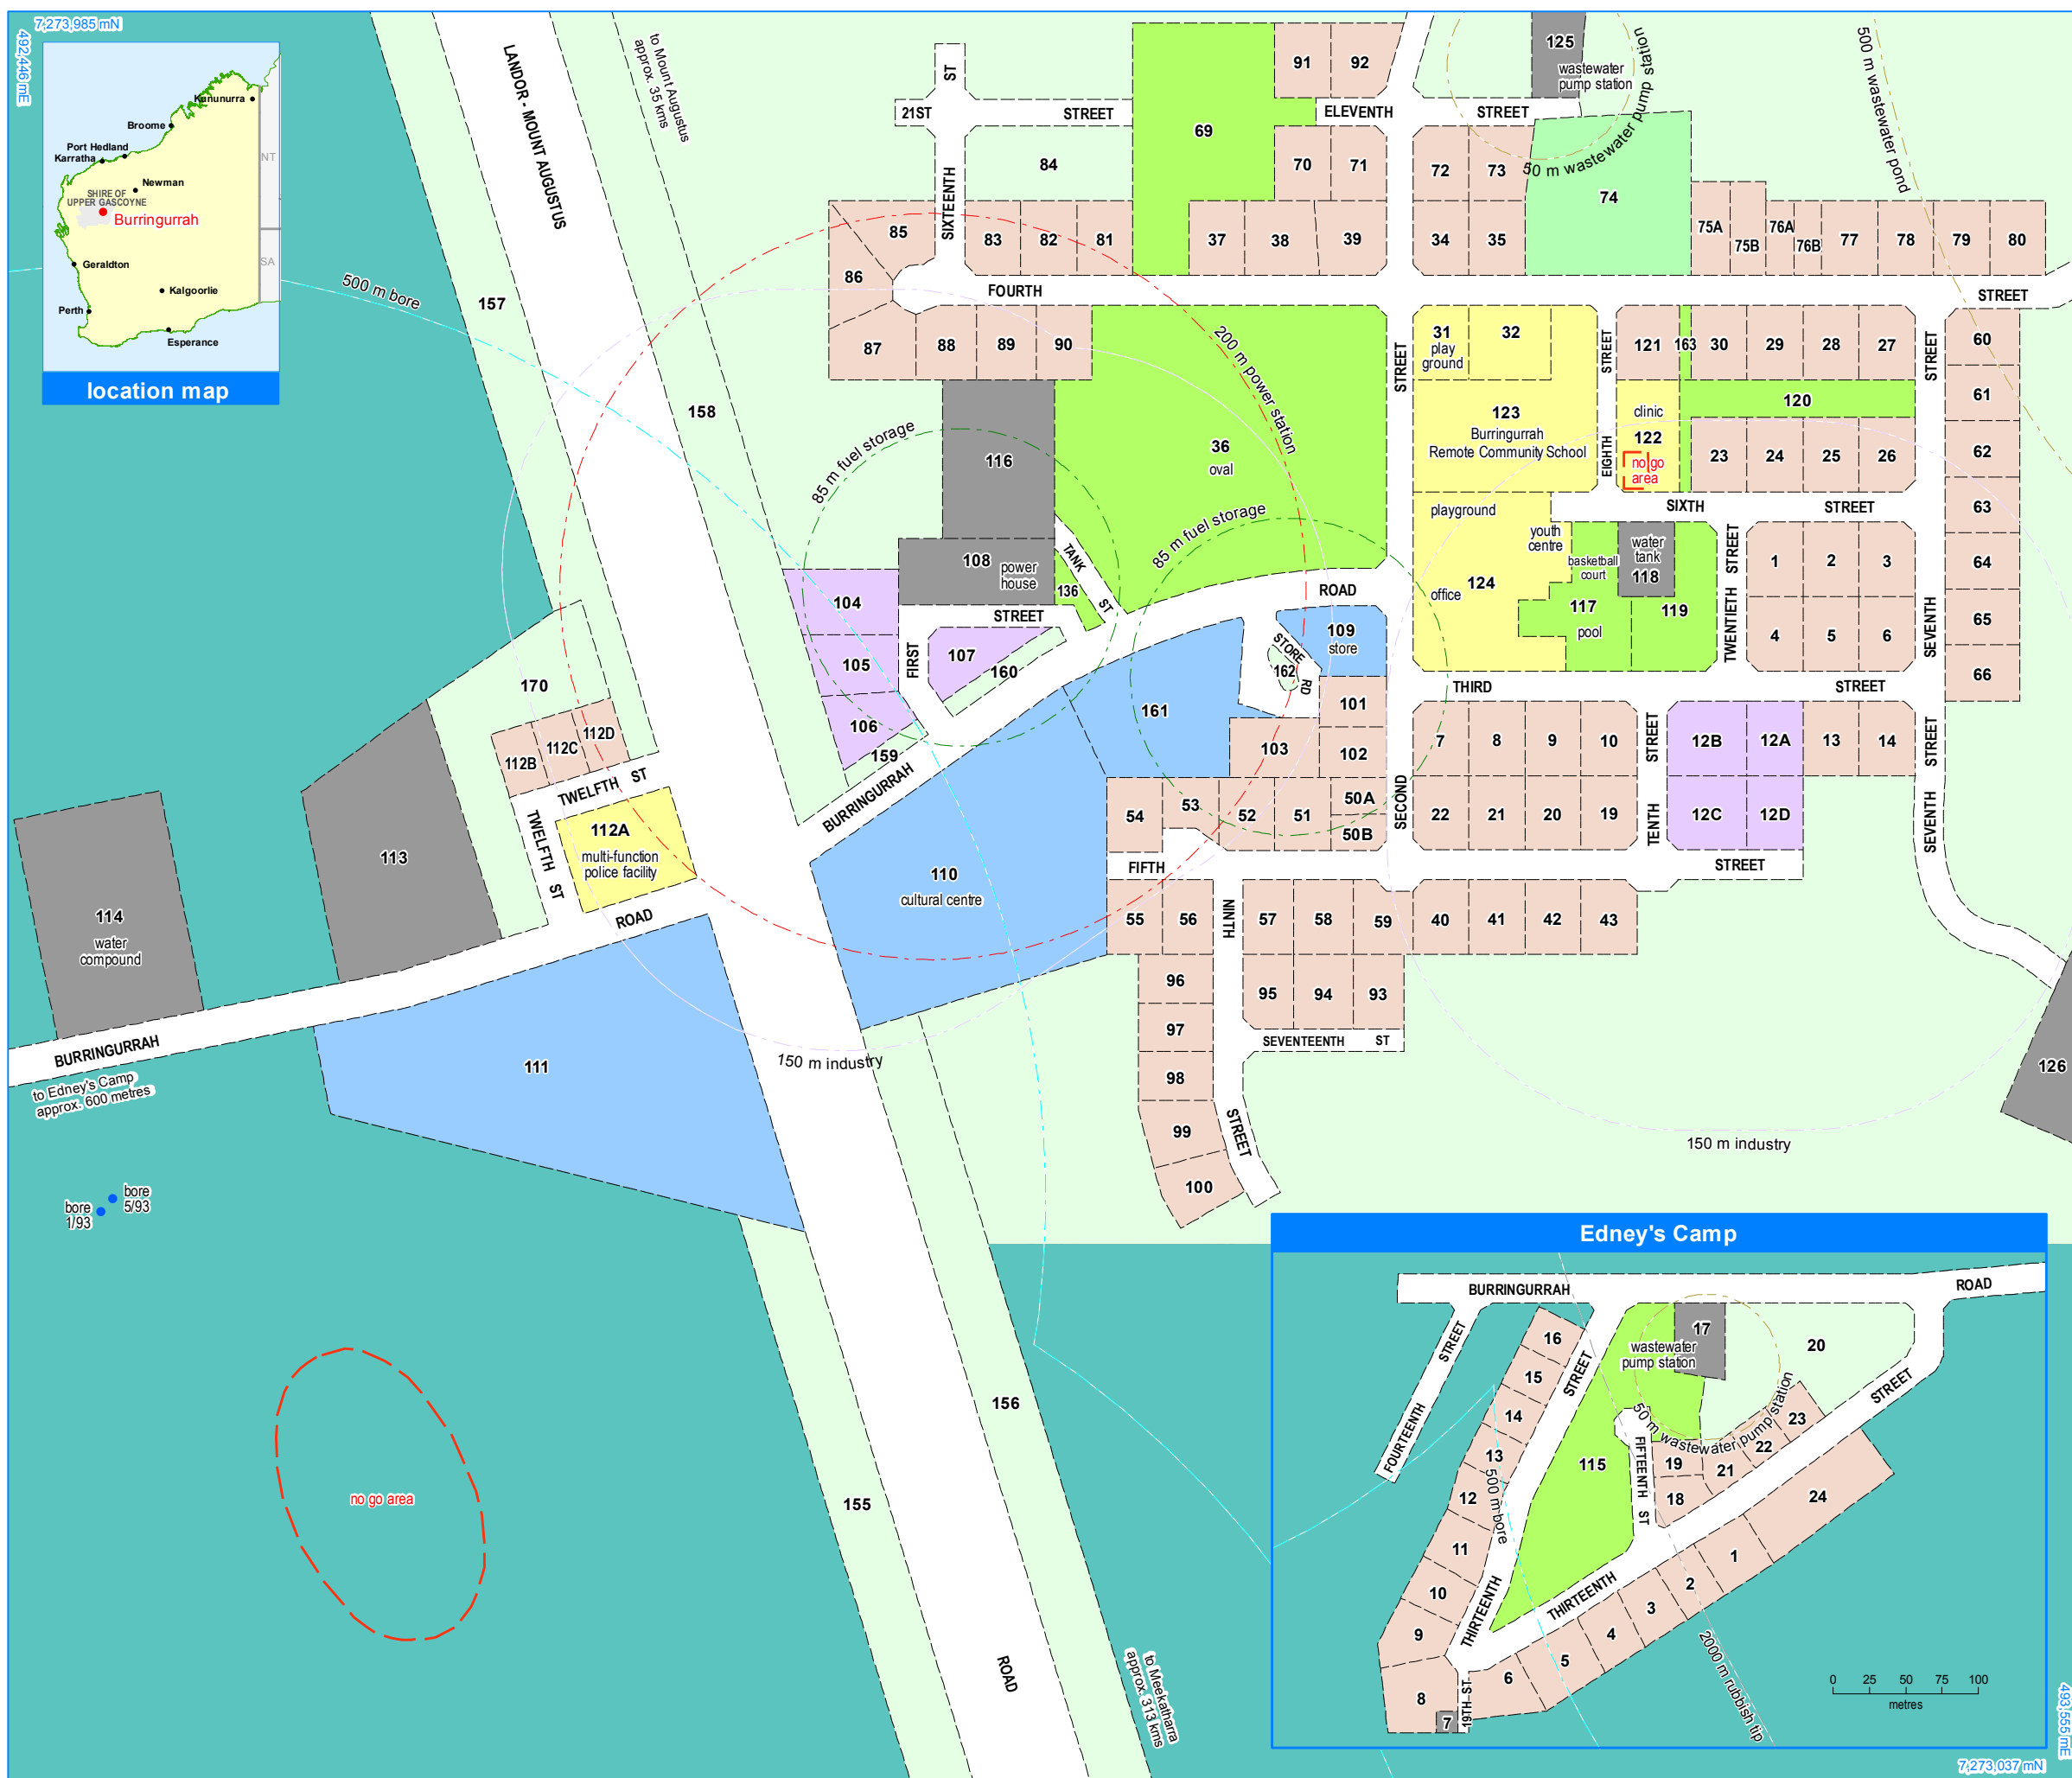 7,273,985 mN
492,446 mE
Kununurra
Broome
Port Hedland
Karratha
Newman
SHIRE OF
UPPER GASCOYNE
Burringurrah
Geraldton
Kalgoorlie
Perth
Esperance
NT
SA
location map
LANDOR - MOUNT AUGUSTUS
to Mount Augustus
approx. 35 kms
500 m bore
157
158
21ST
STREET
SIXTEENTH
ST
84
69
91
92
ELEVENTH
STREET
125
wastewater
pump station
50 m wastewater pump station
500 m wastewater pond
70
71
72
73
74
85
86
83
82
81
37
38
39
34
35
75A
75B
76A
76B
77
78
79
80
FOURTH
STREET
87
88
89
90
200 m power station
STREET
31
play
ground
32
123
Burringurrah
Remote Community School
STREET
EIGHTH
121
163
30
29
28
27
120
clinic
122
no go
area
23
24
25
26
STREET
60
61
62
63
64
65
66
116
36
oval
85 m fuel storage
85 m fuel storage
108
power
house
TANK
ST
136
STREET
FIRST
104
105
106
107
160
159
BURRINGURRAH
ROAD
SIXTH
STREET
playground
youth
centre
124
office
basketball
court
water
tank
118
117
pool
119
STREET
TWENTIETH
1
2
3
4
5
6
SEVENTH
109
store
STORE
RD
162
161
THIRD
STREET
101
102
103
7
8
9
10
STREET
TENTH
12B
12A
12C
12D
13
14
STREET
SEVENTH
54
53
52
51
50A
50B
SECOND
22
21
20
19
FIFTH
STREET
55
56
NINTH
57
58
59
40
41
42
43
96
97
98
99
100
95
94
93
SEVENTEENTH
ST
STREET
170
112B
112C
112D
TWELFTH
ST
TWELFTH
ST
112A
multi-function
police facility
ROAD
113
114
water
compound
110
cultural centre
150 m industry
150 m industry
126
BURRINGURRAH
to Edney's Camp
approx. 600 metres
111
bore
5/93
bore
1/93
no go area
155
156
ROAD
to Meekatharra
approx. 313 kms
Edney's Camp
BURRINGURRAH
ROAD
STREET
FOURTEENTH
16
15
14
13
12
11
10
9
8
7
STREET
THIRTEENTH
500 m bore
wastewater
pump station
17
20
50 m wastewater pump station
115
FIFTEENTH
ST
19
18
21
22
23
STREET
THIRTEENTH
24
1
2
3
4
5
6
19TH
ST
2000 m rubbish tip
0
25
50
75
100
metres
493,555 mE
7,273,037 mN